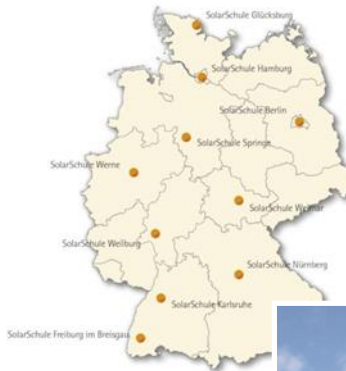 SolarSchule Glücksburg
SolarSchule Hamburg
SolarSchule Berlin
SolarSchule Springe
SolarSchule Werne
SolarSchule Weimar
SolarSchule Weilburg
SolarSchule Nürnberg
SolarSchule Karlsruhe
SolarSchule Freiburg im Breisgau